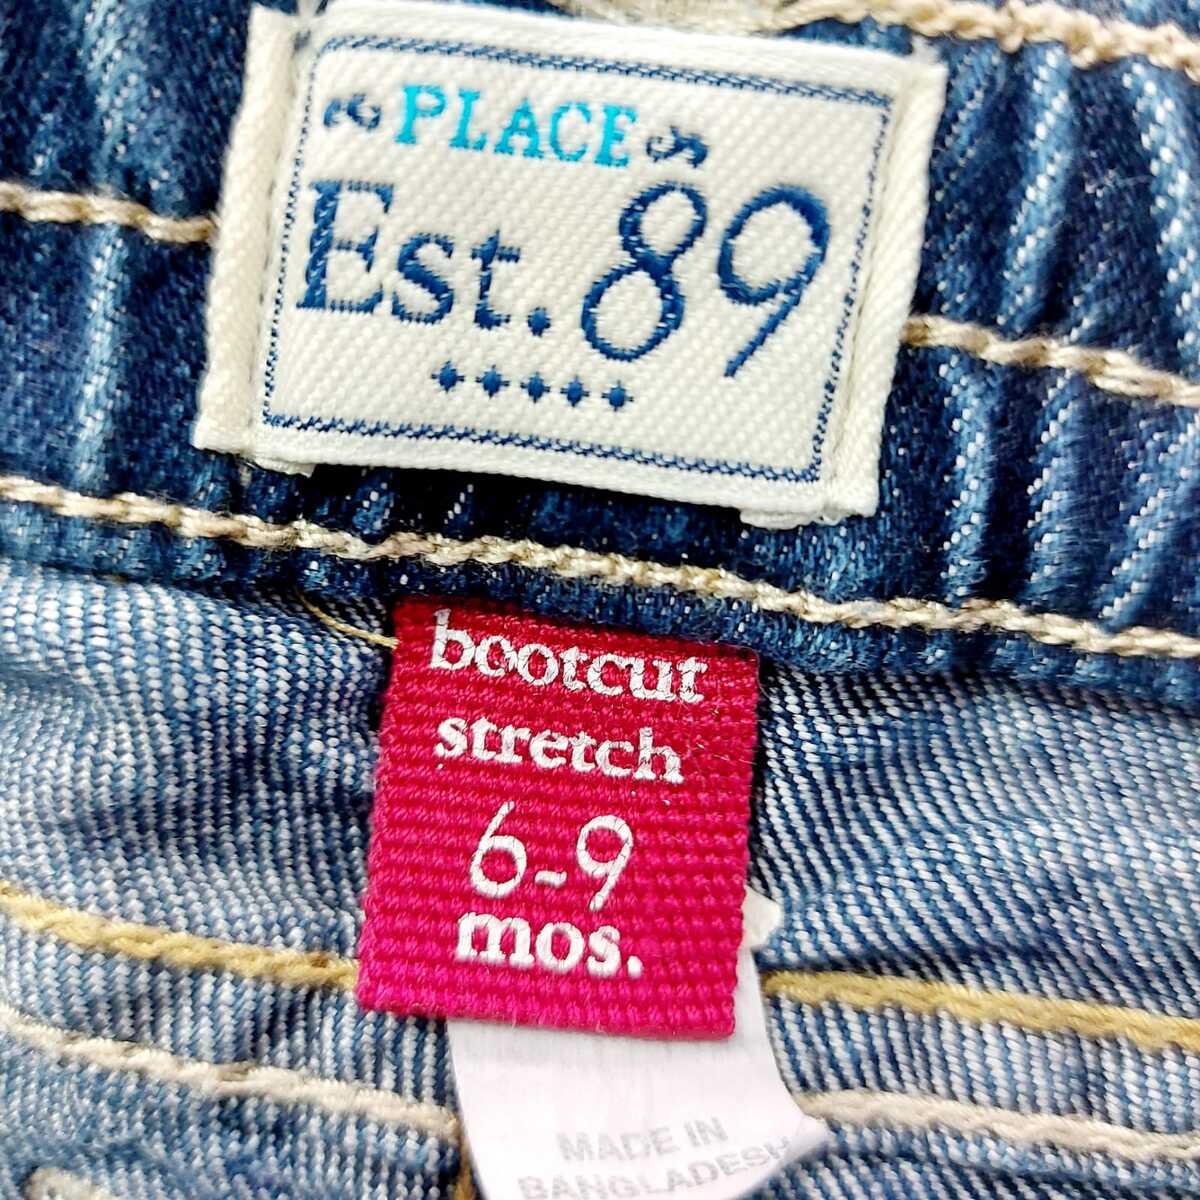 PLACE
Est. 89
bootcut
stretch
6-9
mos.
MADE IN
BANGLADESH